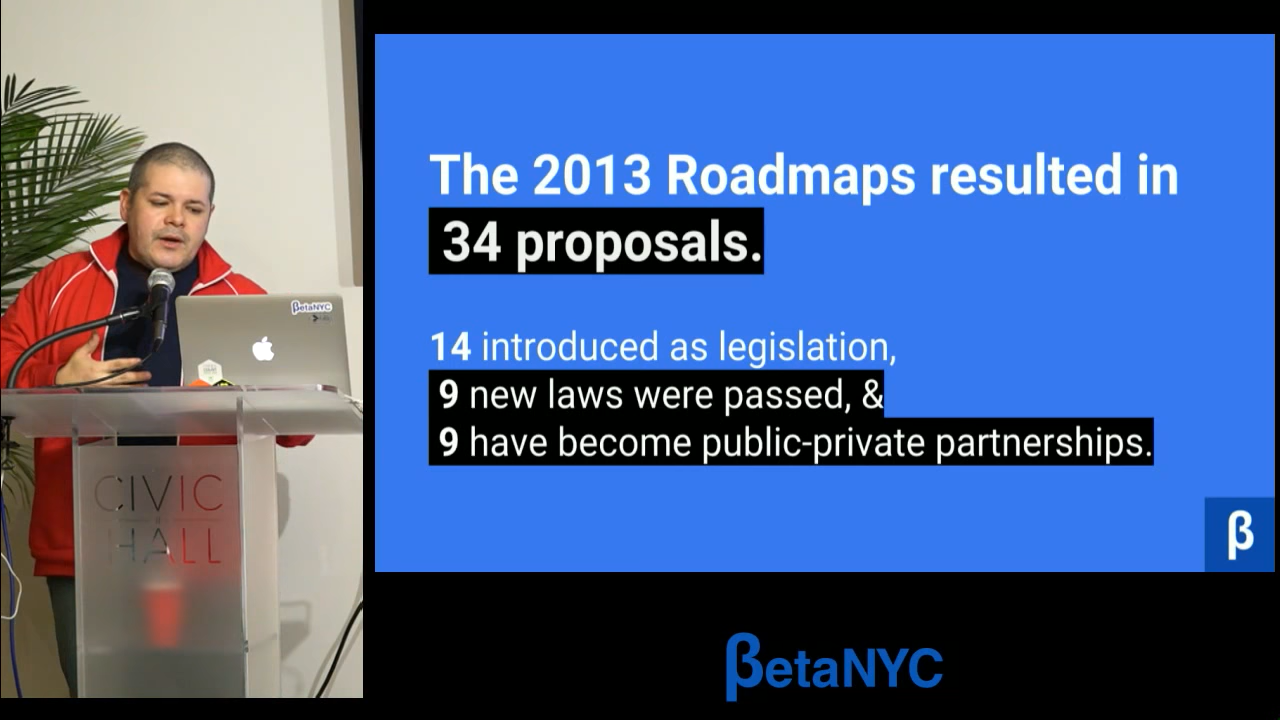 The 2013 Roadmaps resulted in
34 proposals.
14 introduced as legislation,
9 new laws were passed, &
9 have become public-private partnerships.
β
βetaNYC
βetaNYC
CIVIC
HALL